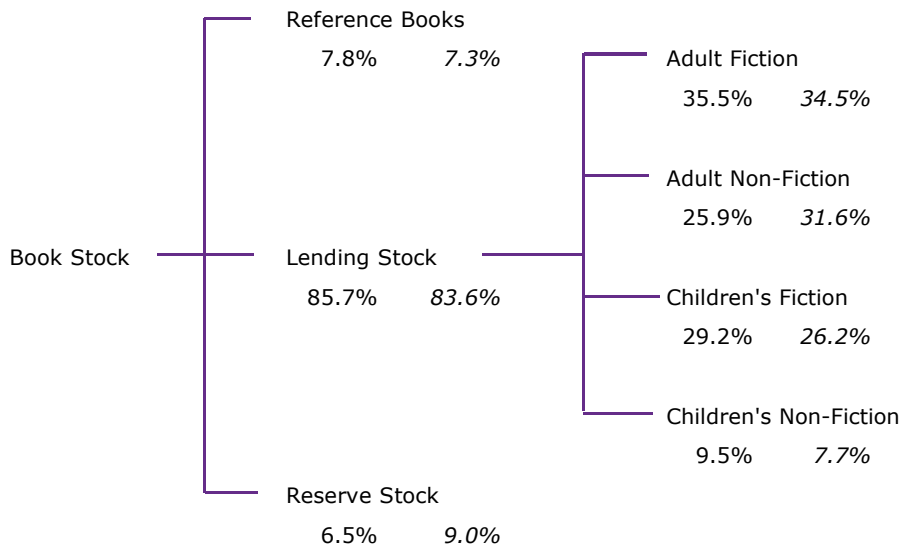 Reference Books
7.8% 7.3%
Adult Fiction
35.5% 34.5%
Adult Non-Fiction
25.9% 31.6%
Book Stock
Lending Stock
85.7% 83.6%
Children's Fiction
29.2% 26.2%
Children's Non-Fiction
9.5% 7.7%
Reserve Stock
6.5% 9.0%